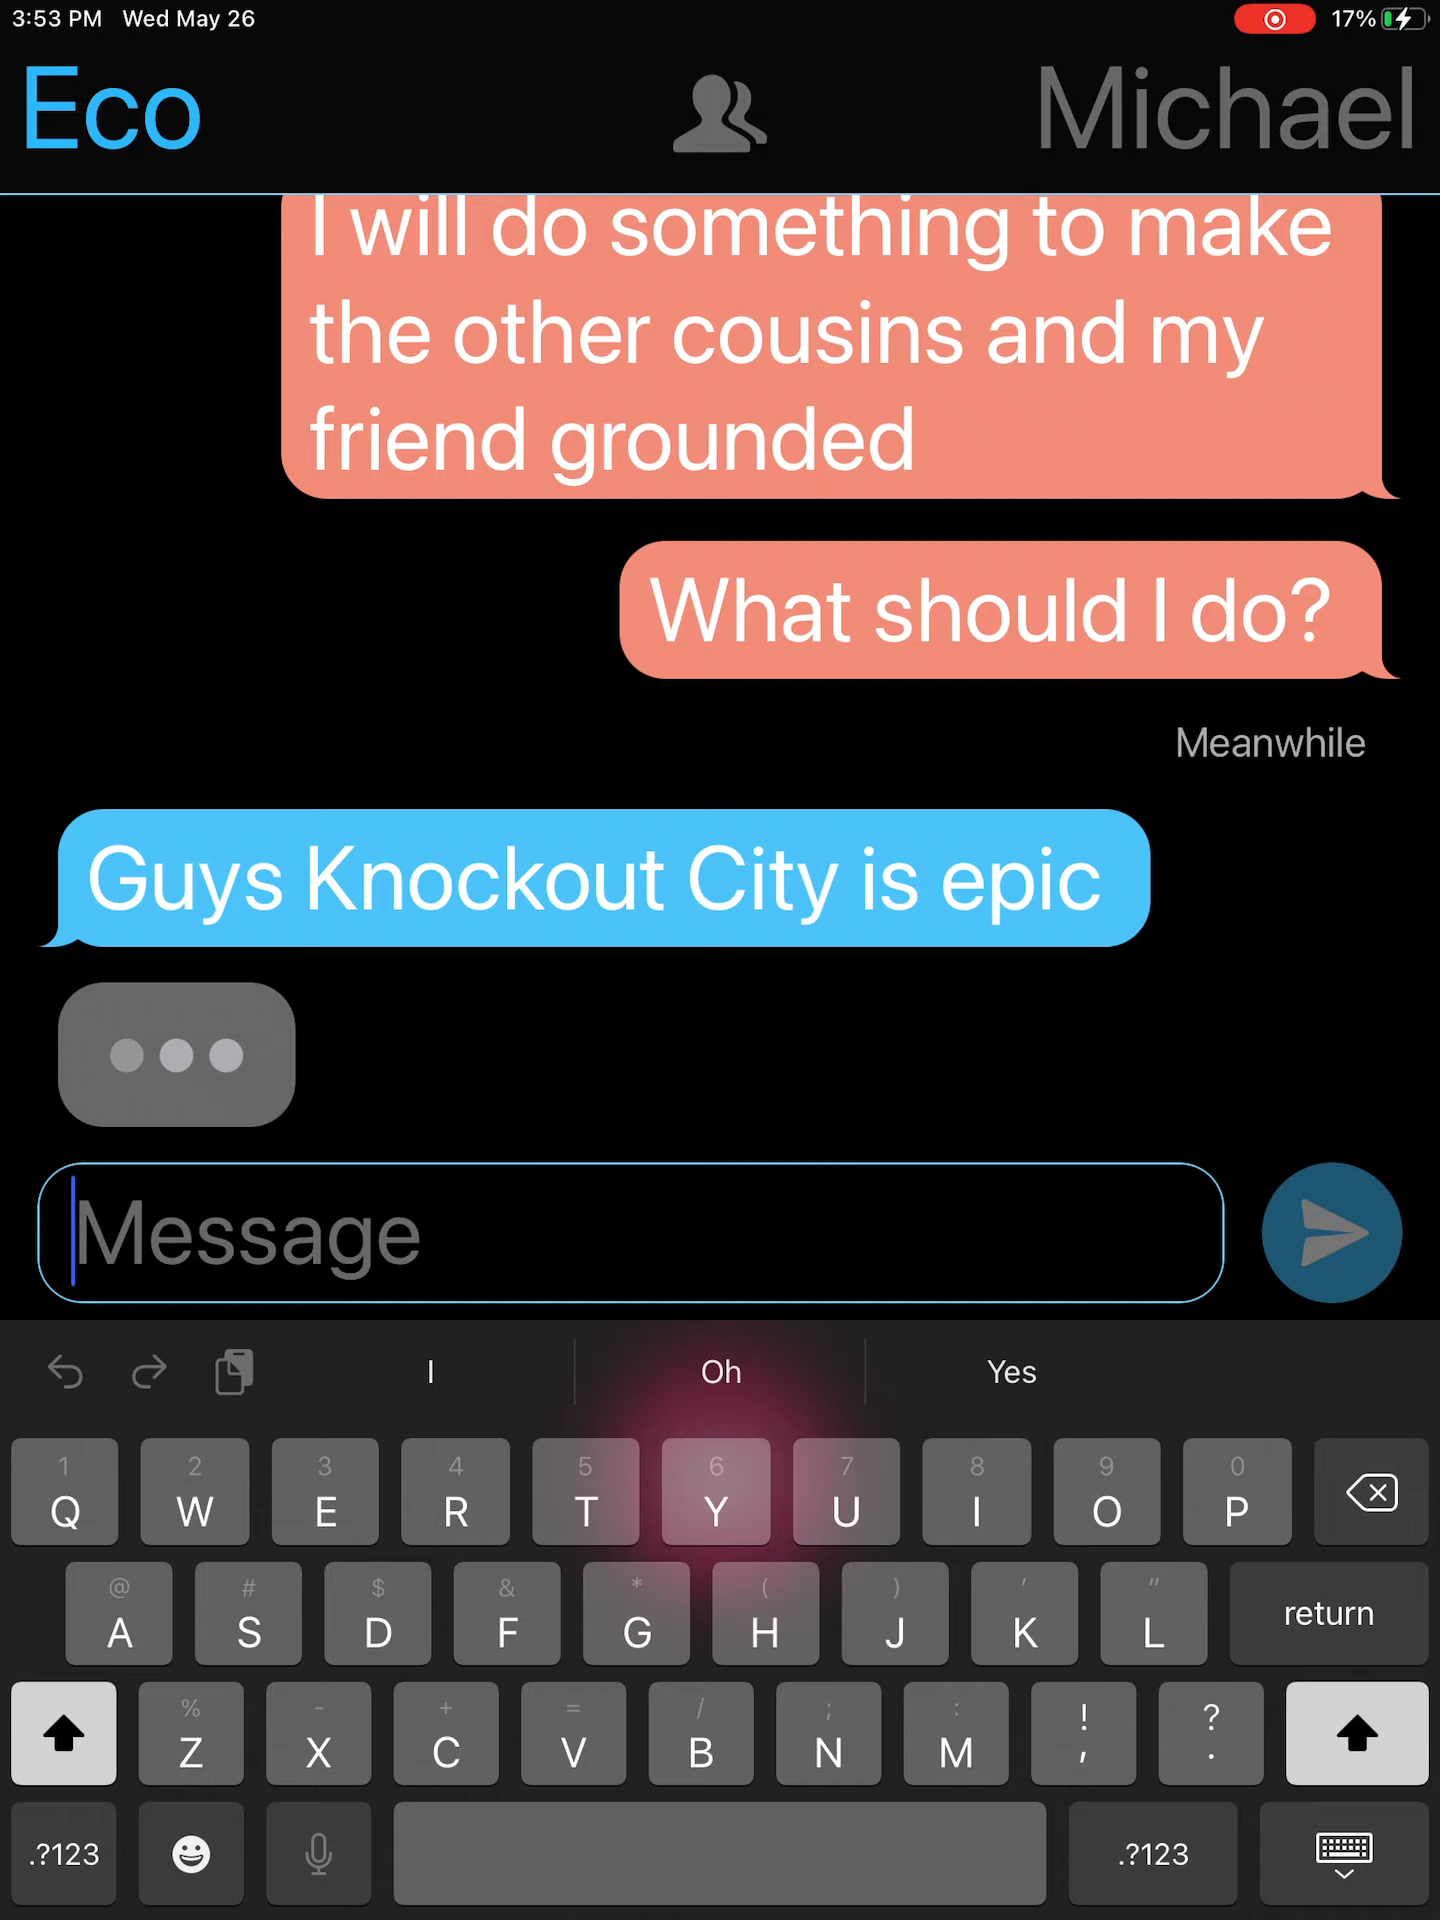 3:53 PM Wed May 26 17%
Eco Michael
I will do something to make
the other cousins and my
friend grounded
What should I do?
Meanwhile
Guys Knockout City is epic
Message
I Oh Yes
1 2 3 4 5 6 7 8 9 0
Q W E R T Y U I O P
@ # $ & * ( ) ' "
A S D F G H J K L return
% - + = / ; : ! ?
Z X C V B N M , .
.?123 .?123